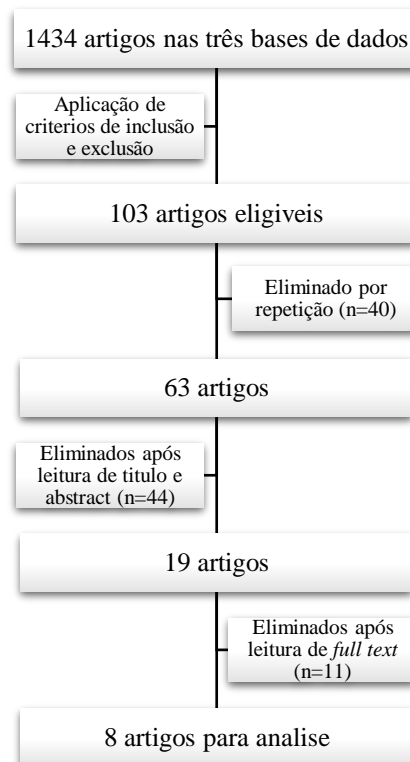 1434 artigos nas três bases de dados
Aplicação de
criterios de inclusão
e exclusão
103 artigos eligiveis
Eliminado por
repetição (n=40)
63 artigos
Eliminados após
leitura de titulo e
abstract (n=44)
19 artigos
Eliminados após
leitura de full text
(n=11)
8 artigos para analise